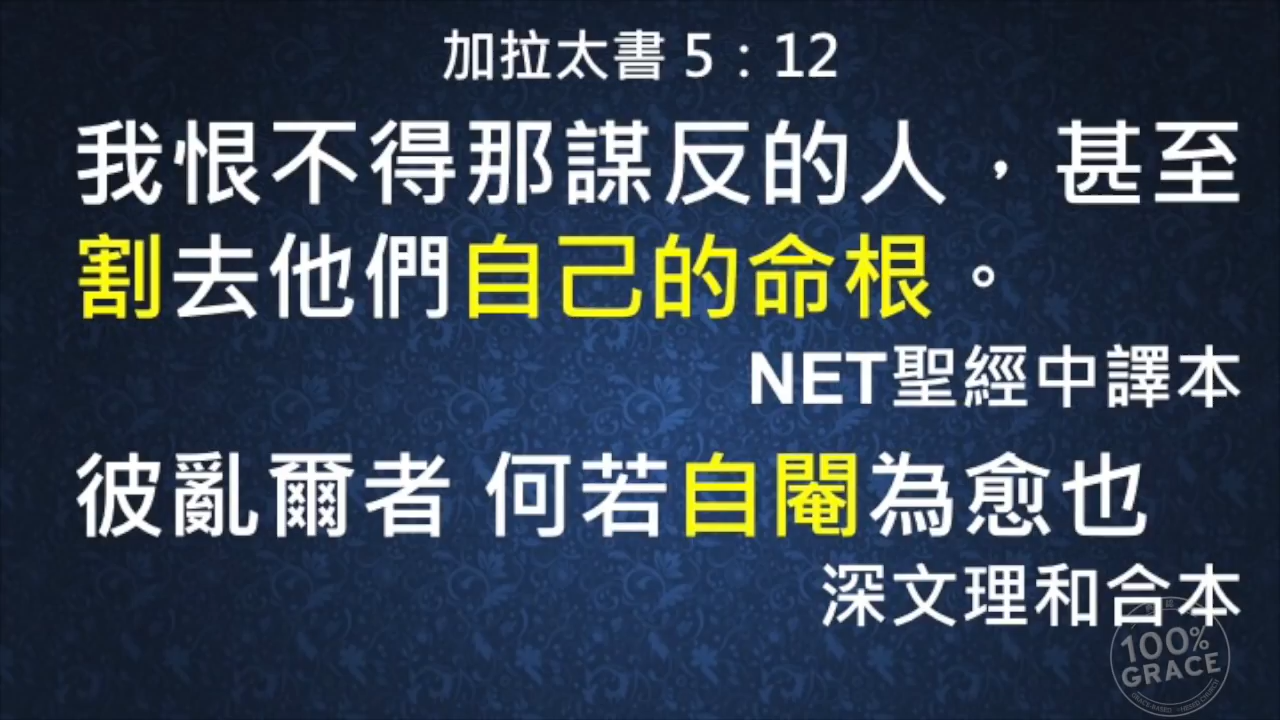 加拉太書 5：12
我恨不得那謀反的人，甚至
割去他們自己的命根。
NET聖經中譯本
彼亂爾者 何若自閹為愈也
深文理和合本
100%
GRACE